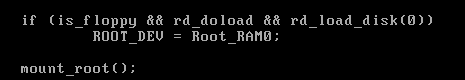 if (is_floppy && rd_doload && rd_load_disk(0))
        ROOT_DEV = Root_RAM0;
mount_root();